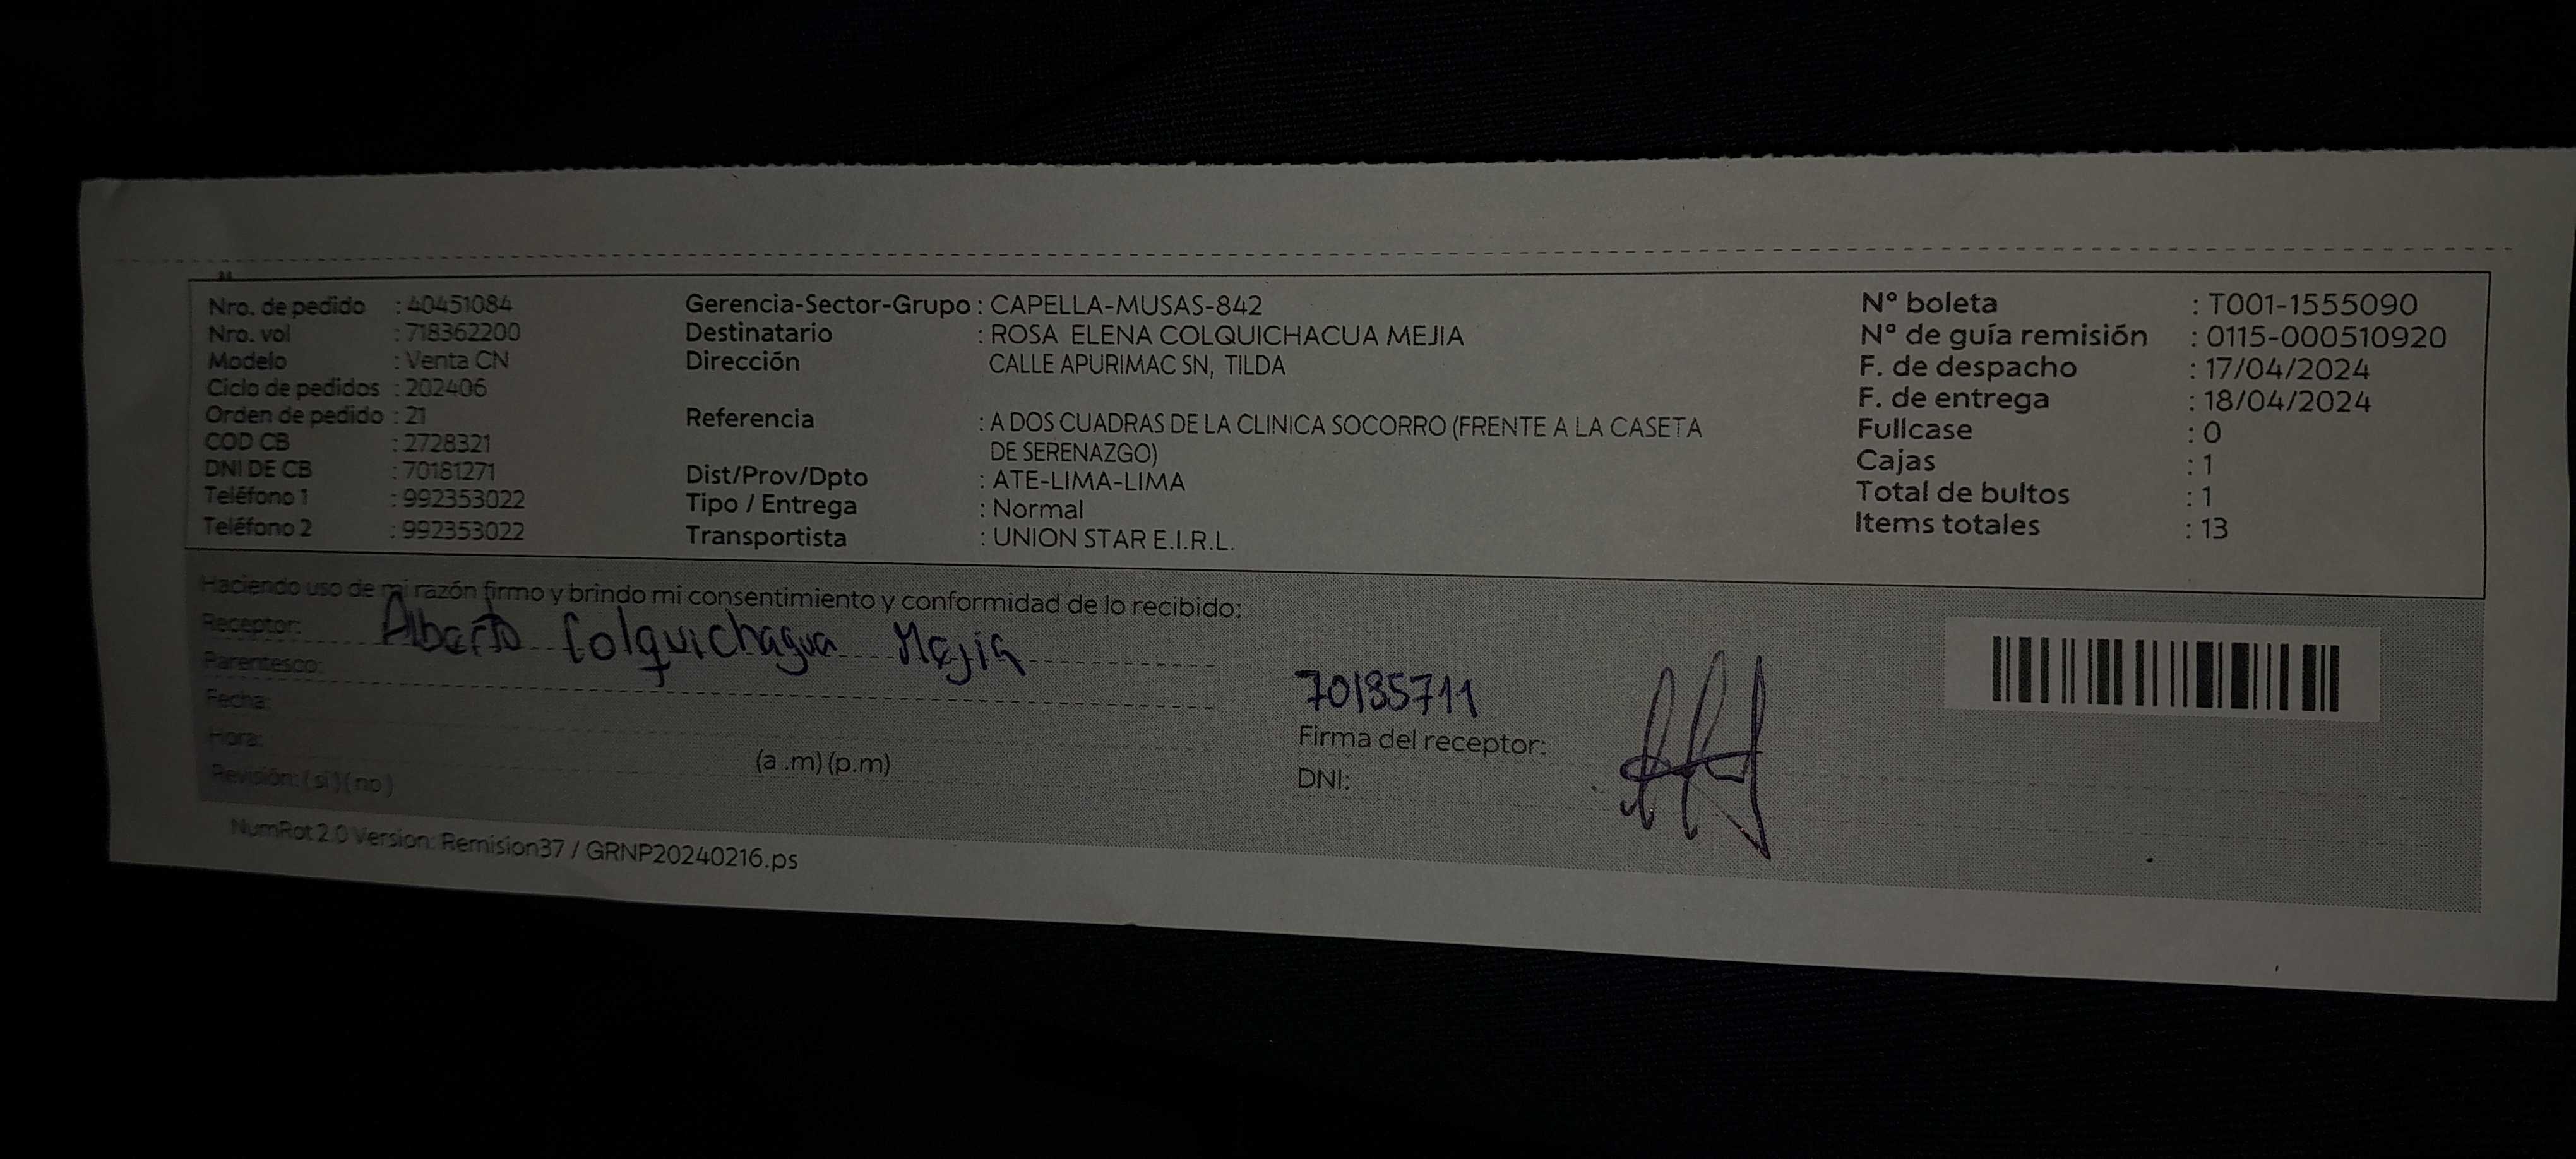 Nro. de pedido : 40451084
Nro. vol : 718362200
Modelo : Venta CN
Ciclo de pedidos : 202406
Orden de pedido : 21
COD CB : 2728321
DNI DE CB : 70181271
Teléfono 1 : 992353022
Teléfono 2 : 992353022
Gerencia-Sector-Grupo : CAPELLA-MUSAS-842
Destinatario : ROSA ELENA COLQUICHACUA MEJIA
Dirección CALLE APURIMAC SN, TILDA
Referencia : A DOS CUADRAS DE LA CLINICA SOCORRO (FRENTE A LA CASETA
DE SERENAZGO)
Dist/Prov/Dpto : ATE-LIMA-LIMA
Tipo / Entrega : Normal
Transportista : UNION STAR E.I.R.L.
N° boleta : T001-1555090
N° de guía remisión : 0115-000510920
F. de despacho : 17/04/2024
F. de entrega : 18/04/2024
Fullcase : 0
Cajas : 1
Total de bultos : 1
Items totales : 13
Haciendo uso de mi razón firmo y brindo mi consentimiento y conformidad de lo recibido:
Receptor: Alberto Colquichagua Mejia
Parentesco:
Fecha:
Hora: (a .m) (p.m)
Revisión: ( si ) ( no )
70185711
Firma del receptor:
DNI:
NumRot 2.0 Version: Remision37 / GRNP20240216.ps